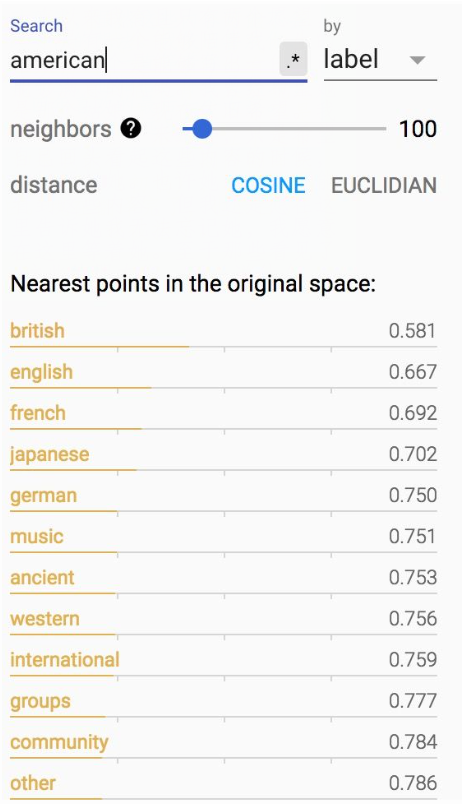 Search by
american .* label
neighbors ? 100
distance COSINE EUCLIDIAN
Nearest points in the original space:
british 0.581
english 0.667
french 0.692
japanese 0.702
german 0.750
music 0.751
ancient 0.753
western 0.756
international 0.759
groups 0.777
community 0.784
other 0.786